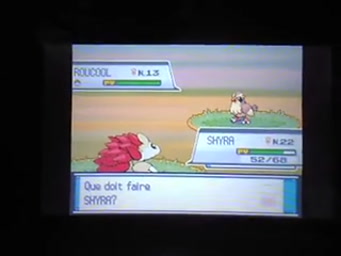 ROUCOOL ♀N.13
SHYRA ♀N.22
52/68
Que doit faire
SHYRA?